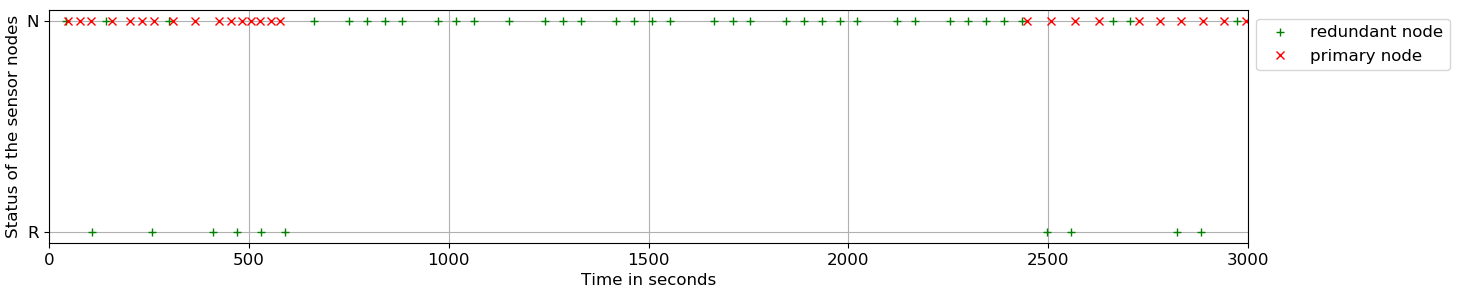 Status of the sensor nodes
N
R
0 500 1000 1500 2000 2500 3000
Time in seconds
redundant node
primary node